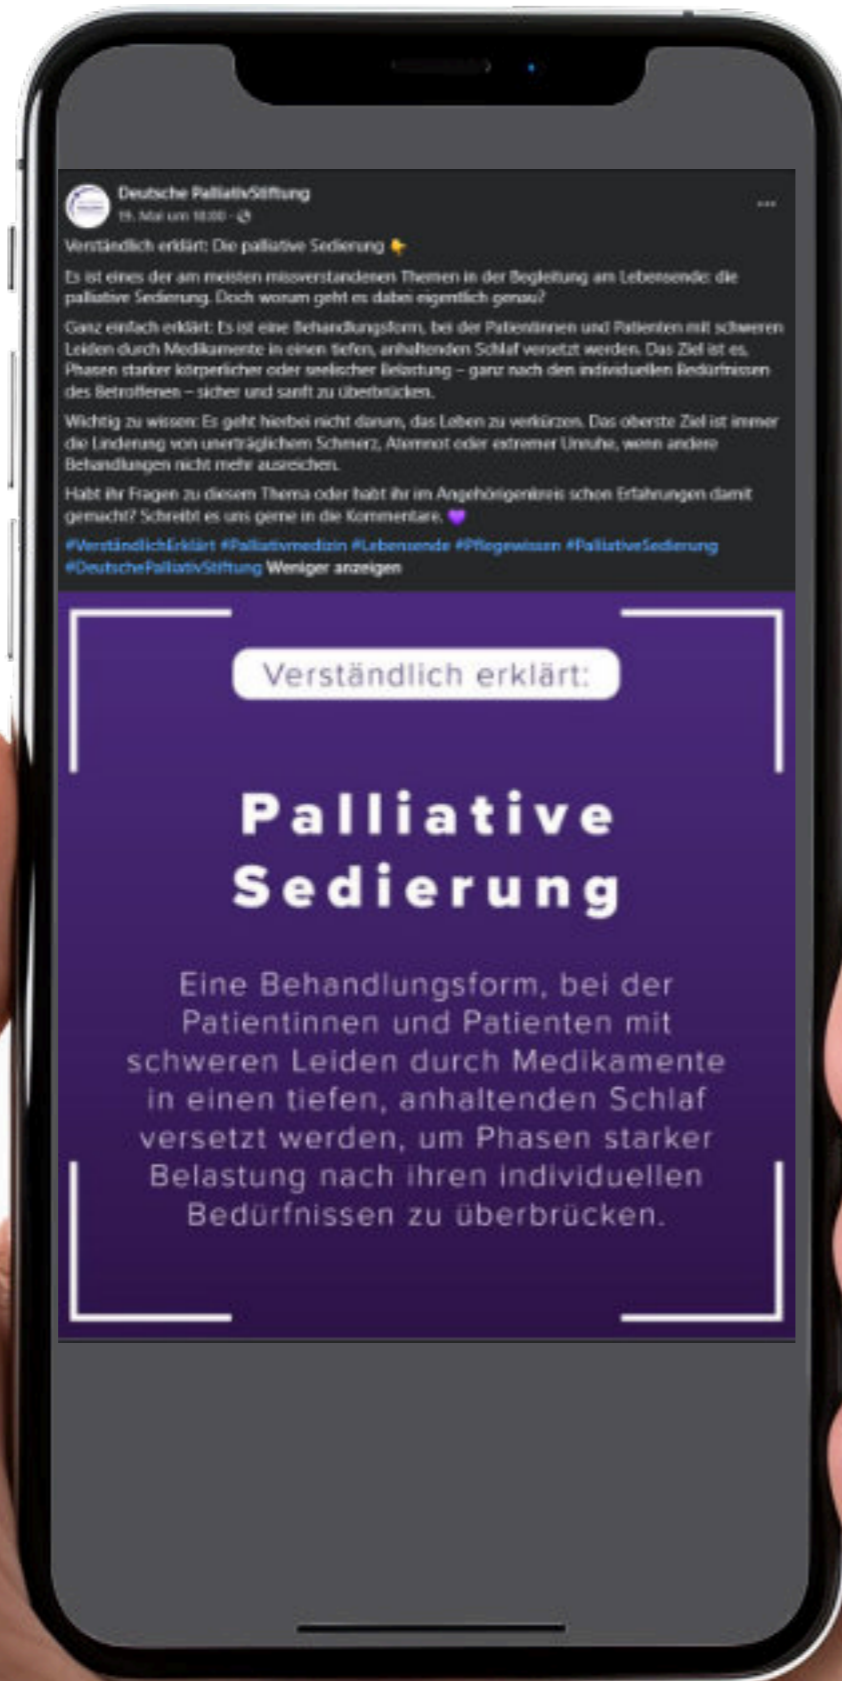 Deutsche PalliativStiftung
19. Mai um 18:00
Verständlich erklärt: Die palliative Sedierung 👇
Es ist eines der am meisten missverstandenen Themen in der Begleitung am Lebensende: die
palliative Sedierung. Doch worum geht es dabei eigentlich genau?
Ganz einfach erklärt: Es ist eine Behandlungsform, bei der Patientinnen und Patienten mit schweren
Leiden durch Medikamente in einen tiefen, anhaltenden Schlaf versetzt werden. Das Ziel ist es,
Phasen starker körperlicher oder seelischer Belastung – ganz nach den individuellen Bedürfnissen
des Betroffenen – sicher und sanft zu überbrücken.
Wichtig zu wissen: Es geht hierbei nicht darum, das Leben zu verkürzen. Das oberste Ziel ist immer
die Linderung von unerträglichem Schmerz, Atemnot oder extremer Unruhe, wenn andere
Behandlungen nicht mehr ausreichen.
Habt ihr Fragen zu diesem Thema oder habt ihr im Angehörigenkreis schon Erfahrungen damit
gemacht? Schreibt es uns gerne in die Kommentare. 💜
#VerständlichErklärt #Palliativmedizin #Lebensende #Pflegewissen #PalliativeSedierung
#DeutschePalliativStiftung Weniger anzeigen
Verständlich erklärt:
Palliative
Sedierung
Eine Behandlungsform, bei der
Patientinnen und Patienten mit
schweren Leiden durch Medikamente
in einen tiefen, anhaltenden Schlaf
versetzt werden, um Phasen starker
Belastung nach ihren individuellen
Bedürfnissen zu überbrücken.